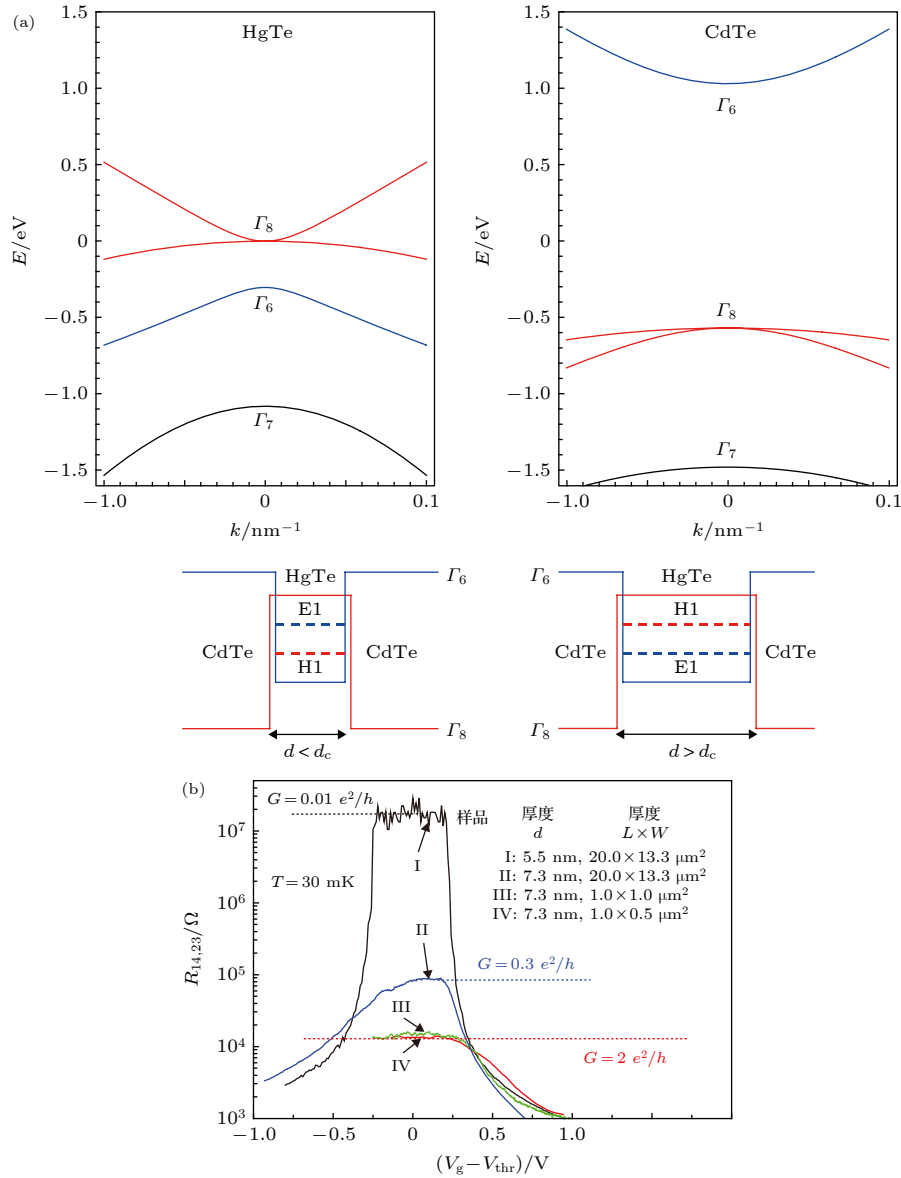 (a)
HgTe
CdTe
1.5
1.0
0.5
0
−0.5
−1.0
−1.5
E/eV
Γ8
Γ6
Γ7
−1.0
0
0.1
k/nm−1
1.5
1.0
0.5
0
−0.5
−1.0
−1.5
E/eV
Γ6
Γ8
Γ7
−1.0
0
0.1
k/nm−1
HgTe
Γ6
E1
CdTe
CdTe
H1
Γ8
d < dc
Γ6
HgTe
H1
CdTe
CdTe
E1
Γ8
d > dc
(b)
G = 0.01 e2/h
样品 厚度 厚度
d L×W
I: 5.5 nm, 20.0×13.3 μm2
II: 7.3 nm, 20.0×13.3 μm2
III: 7.3 nm, 1.0×1.0 μm2
IV: 7.3 nm, 1.0×0.5 μm2
T = 30 mK
I
II
G = 0.3 e2/h
III
IV
G = 2 e2/h
107
106
105
104
103
R14,23/Ω
−1.0
−0.5
0
0.5
1.0
(Vg−Vthr)/V